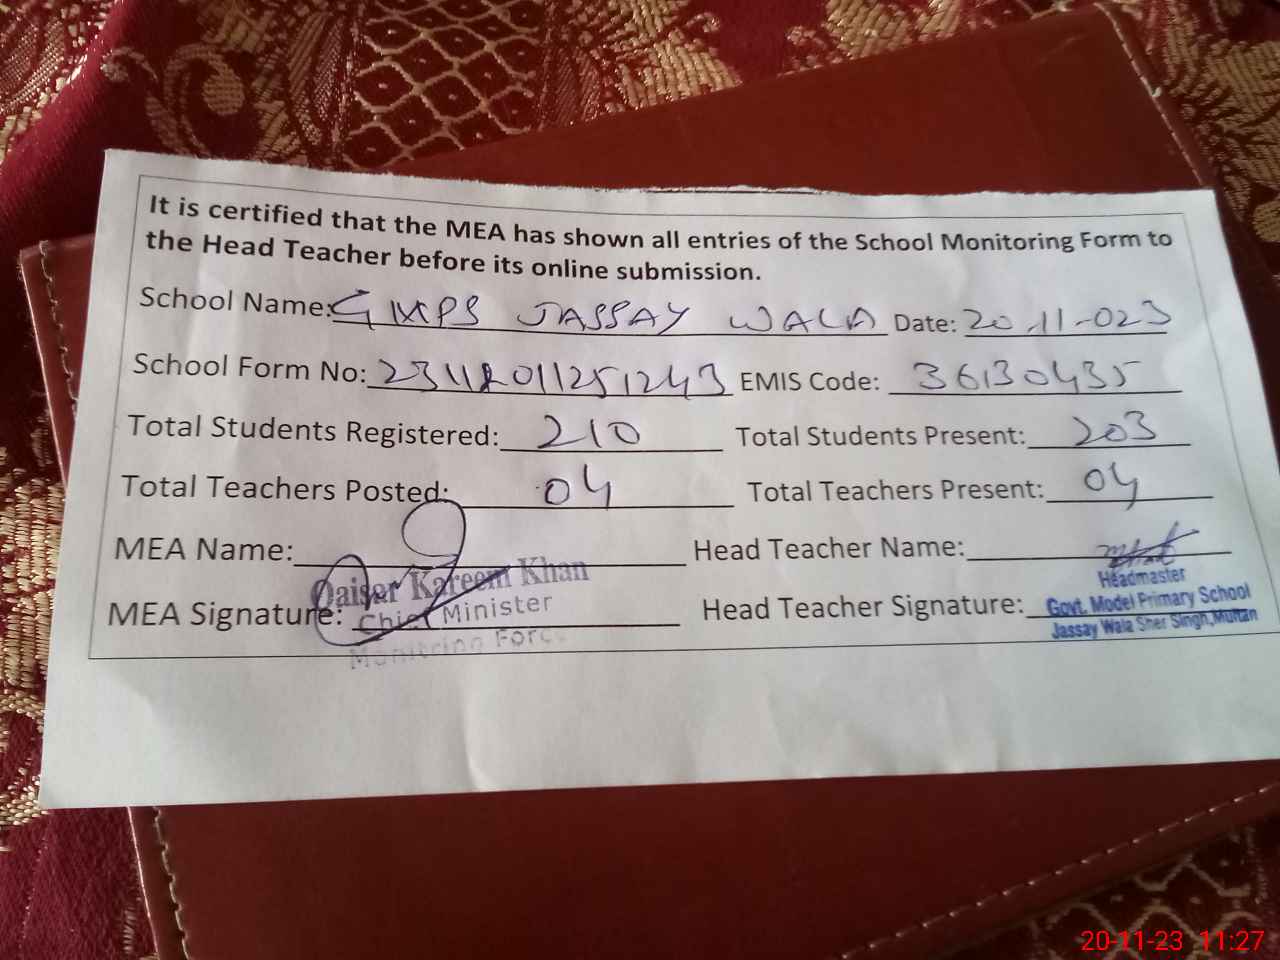 It is certified that the MEA has shown all entries of the School Monitoring Form to
the Head Teacher before its online submission.
School Name: GMPS JASSAY WALA Date: 20-11-023
School Form No: EMIS Code: 36130435
Total Students Registered: 210 Total Students Present: 203
Total Teachers Posted: 04 Total Teachers Present: 04
MEA Name: Head Teacher Name:
Qaiser Kareem Khan
Headmaster
MEA Signature: Chief Minister Head Teacher Signature: Govt. Model Primary School
Monitring Force Jassay Wala Sher Singh, Multan
20-11-23 11:27